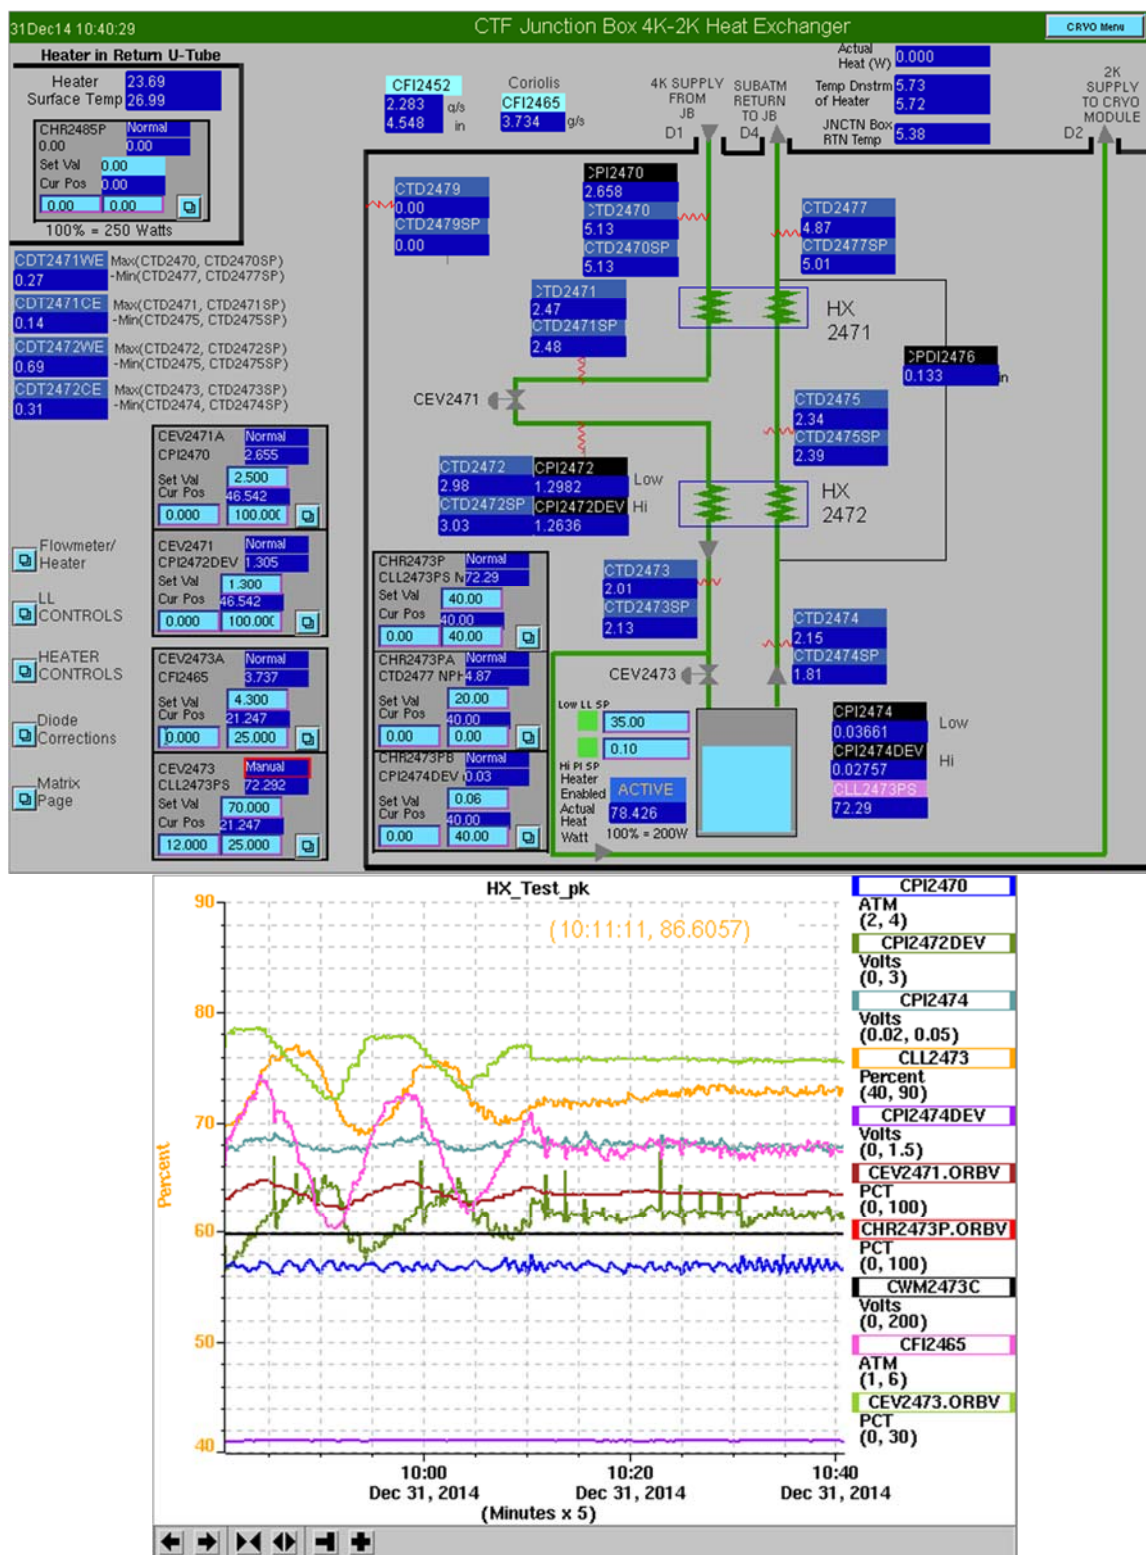 31Dec14 10:40:29
CTF Junction Box 4K-2K Heat Exchanger
CRYO Menu
Heater in Return U-Tube
Heater
Surface Temp
23.69
26.99
CHR2485P Normal
0.00 0.00
Set Val 0.00
Cur Pos 0.00
0.00 0.00
100% = 250 Watts
CFI2452
2.283 g/s
4.548 in
Coriolis
CFI2465
3.734 g/s
4K SUPPLY
FROM
JB
D1
SUBATM
RETURN
TO JB
D4
Actual
Heat (W)
0.000
Temp Dnstrm
of Heater
5.73
5.72
JNCTN Box
RTN Temp
5.38
2K
SUPPLY
TO CRYO
MODULE
D2
CDT2471WE Max(CTD2470, CTD2470SP)
0.27 -Min(CTD2477, CTD2477SP)
CDT2471CE Max(CTD2471, CTD2471SP)
0.14 -Min(CTD2475, CTD2475SP)
CDT2472WE Max(CTD2472, CTD2472SP)
0.69 -Min(CTD2475, CTD2475SP)
CDT2472CE Max(CTD2473, CTD2473SP)
0.31 -Min(CTD2474, CTD2474SP)
CTD2479
0.00
CTD2479SP
0.00
CPI2470
2.658
CTD2470
5.13
CTD2470SP
5.13
CTD2477
4.87
CTD2477SP
5.01
CTD2471
2.47
CTD2471SP
2.48
HX
2471
CPDI2476
0.133 in
CEV2471
CTD2475
2.34
CTD2475SP
2.39
CTD2472
2.98
CTD2472SP
3.03
CPI2472
1.2982
CPI2472DEV
1.2636
Low
Hi
HX
2472
CEV2471A Normal
CPI2470 2.655
Set Val 2.500
Cur Pos 46.542
0.000 100.000
CEV2471 Normal
CPI2472DEV 1.305
Set Val 1.300
Cur Pos 46.542
0.000 100.000
CEV2473A Normal
CFI2465 3.737
Set Val 4.300
Cur Pos 21.247
0.000 25.000
CEV2473 Manual
CLL2473PS 72.292
Set Val 70.000
Cur Pos 21.247
12.000 25.000
Flowmeter/
Heater
LL
CONTROLS
HEATER
CONTROLS
Diode
Corrections
Matrix
Page
CHR2473P Normal
CLL2473PS N 72.29
Set Val 40.00
Cur Pos 40.00
0.00 40.00
CHR2473PA Normal
CTD2477 NPH 4.87
Set Val 20.00
Cur Pos 40.00
0.00 0.00
CHR2473PB Normal
CPI2474DEV 0.03
Set Val 0.06
Cur Pos 40.00
0.00 40.00
CTD2473
2.01
CTD2473SP
2.13
CTD2474
2.15
CTD2474SP
1.81
CEV2473
Low LL SP
35.00
0.10
Hi PI SP
Heater
Enabled
ACTIVE
Actual
Heat
Watt
78.426
100% = 200W
CPI2474
0.03661
Low
CPI2474DEV
0.02757
Hi
CLL2473PS
72.29
HX_Test_pk
(10:11:11, 86.6057)
90
80
70
60
50
40
Percent
10:00
Dec 31, 2014
10:20
Dec 31, 2014
10:40
Dec 31, 2014
(Minutes x 5)
CPI2470
ATM
(2, 4)
CPI2472DEV
Volts
(0, 3)
CPI2474
Volts
(0.02, 0.05)
CLL2473
Percent
(40, 90)
CPI2474DEV
Volts
(0, 1.5)
CEV2471.ORBV
PCT
(0, 100)
CHR2473P.ORBV
PCT
(0, 100)
CWM2473C
Volts
(0, 200)
CFI2465
ATM
(1, 6)
CEV2473.ORBV
PCT
(0, 30)